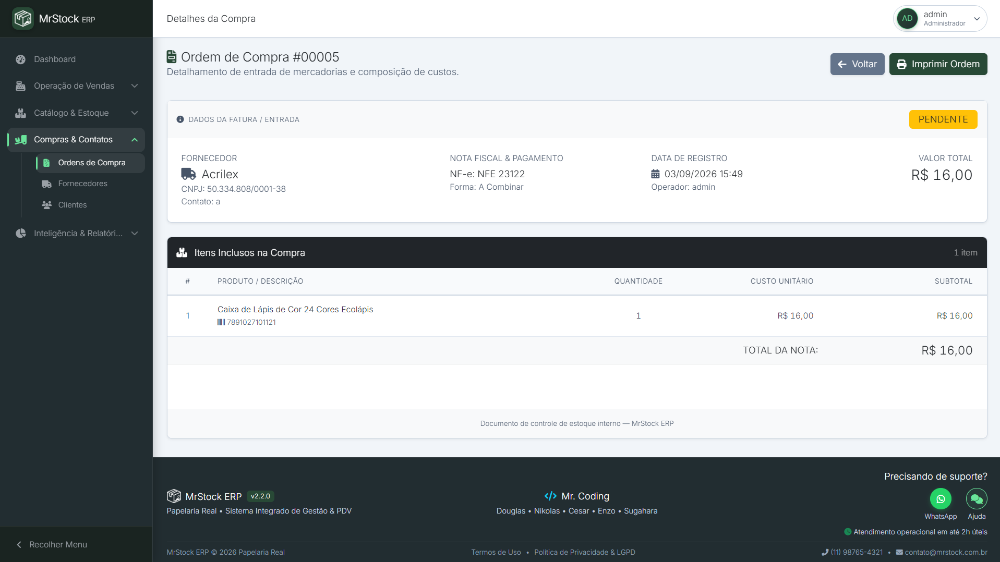 MrStock ERP
Dashboard
Operação de Vendas
Catálogo & Estoque
Compras & Contatos
Ordens de Compra
Fornecedores
Clientes
Inteligência & Relatóri...
Recolher Menu
Detalhes da Compra
AD
admin
Administrador
Ordem de Compra #00005
Detalhamento de entrada de mercadorias e composição de custos.
Voltar
Imprimir Ordem
DADOS DA FATURA / ENTRADA
PENDENTE
FORNECEDOR
Acrilex
CNPJ: 50.334.808/0001-38
Contato: a
NOTA FISCAL & PAGAMENTO
NF-e: NFE 23122
Forma: A Combinar
DATA DE REGISTRO
03/09/2026 15:49
Operador: admin
VALOR TOTAL
R$ 16,00
Itens Inclusos na Compra
1 item
# PRODUTO / DESCRIÇÃO QUANTIDADE CUSTO UNITÁRIO SUBTOTAL
1 Caixa de Lápis de Cor 24 Cores Ecolápis 1 R$ 16,00 R$ 16,00
7891027101121
TOTAL DA NOTA: R$ 16,00
Documento de controle de estoque interno — MrStock ERP
MrStock ERP v2.2.0
Papelaria Real • Sistema Integrado de Gestão & PDV
Mr. Coding
Douglas • Nikolas • Cesar • Enzo • Sugahara
Precisando de suporte?
WhatsApp
Ajuda
Atendimento operacional em até 2h úteis
MrStock ERP © 2026 Papelaria Real
Termos de Uso • Política de Privacidade & LGPD
(11) 98765-4321 • contato@mrstock.com.br